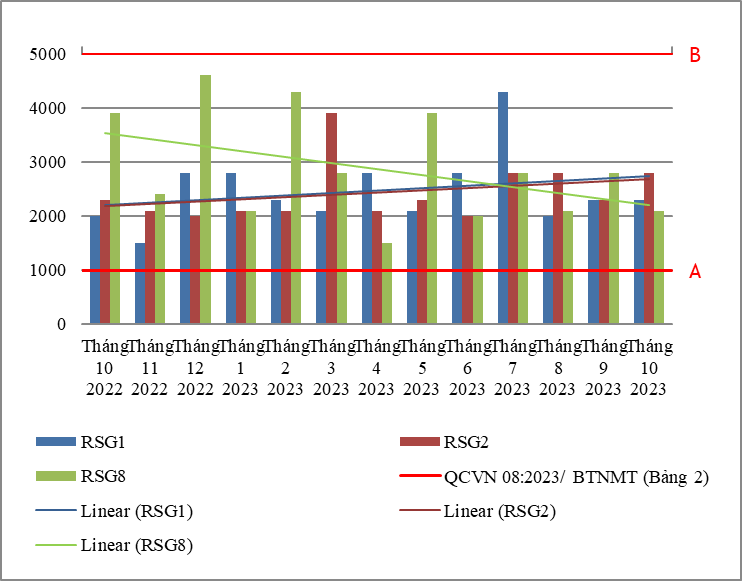 5000
B
4000
3000
2000
1000
A
0
Tháng Tháng Tháng Tháng Tháng Tháng Tháng Tháng Tháng Tháng Tháng Tháng Tháng
10 11 12 1 2 3 4 5 6 7 8 9 10
2022 2022 2022 2023 2023 2023 2023 2023 2023 2023 2023 2023 2023
RSG1
RSG2
RSG8
QCVN 08:2023/ BTNMT (Bảng 2)
Linear (RSG1)
Linear (RSG2)
Linear (RSG8)